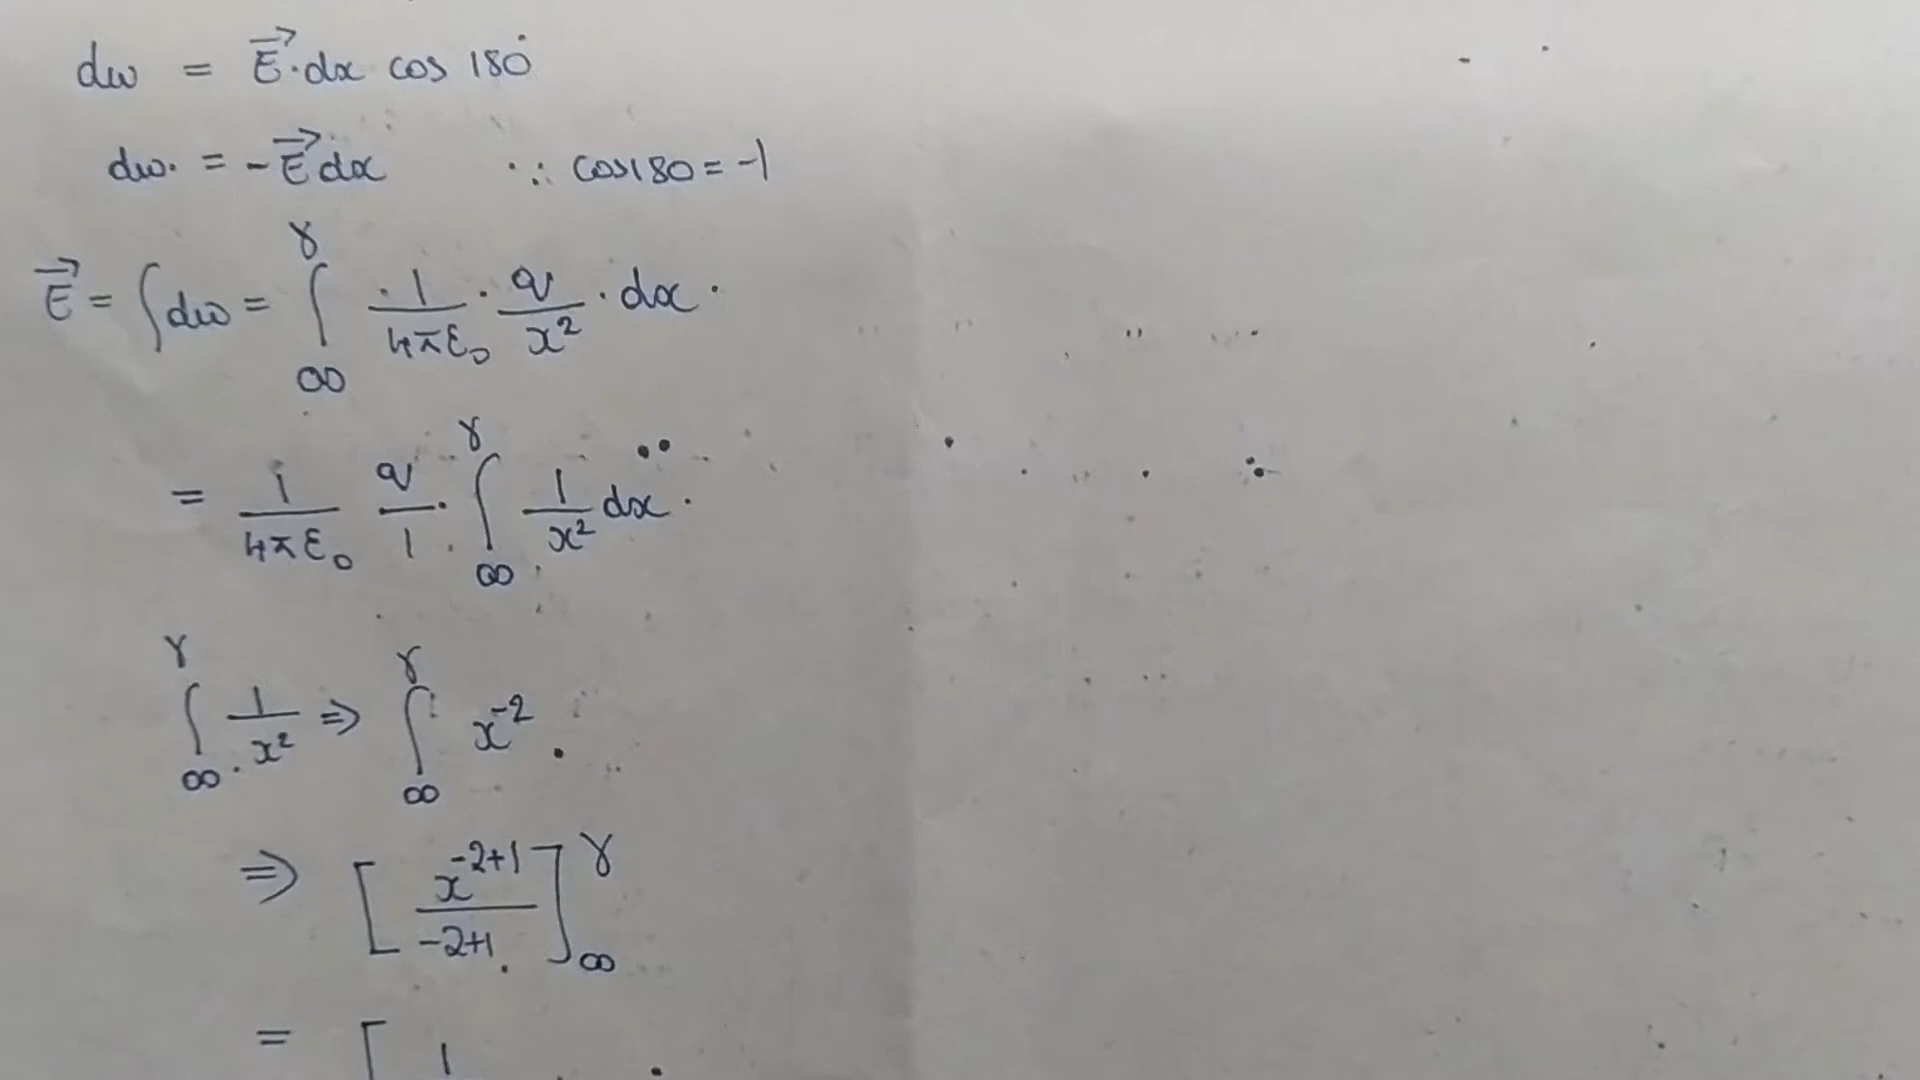 dw = E⃗·dx cos 180°
dw. = -E⃗ dx ∵ cos180 = -1
E⃗ = ∫dw = ∫_∞^r 1/4πε₀ · q/x² · dx.
= 1/4πε₀ q/1 · ∫_∞^r 1/x² dx.
∫_∞^r 1/x² ⇒ ∫_∞^r x⁻².
⇒ [x^(-2+1)/(-2+1)]_∞^r
= [ 1